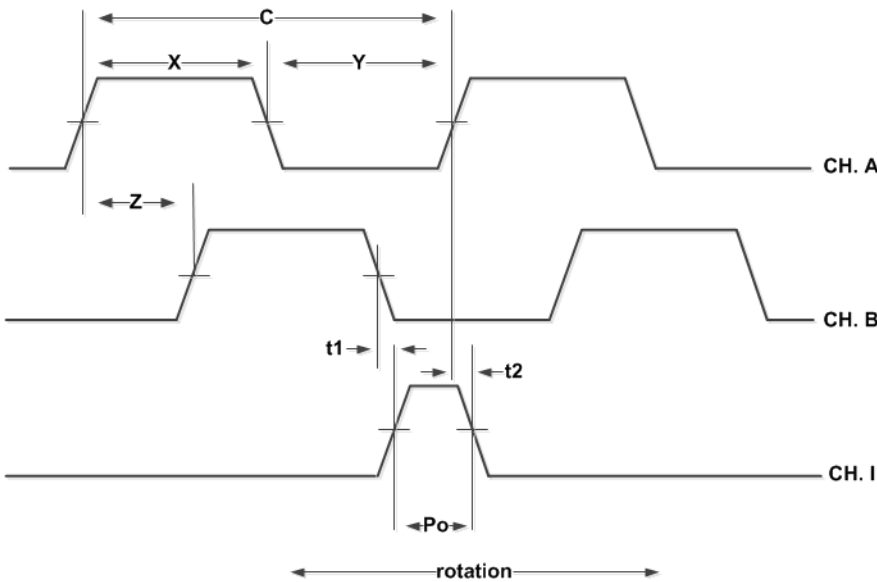 C
X
Y
CH. A
Z
CH. B
t1
t2
CH. I
Po
rotation